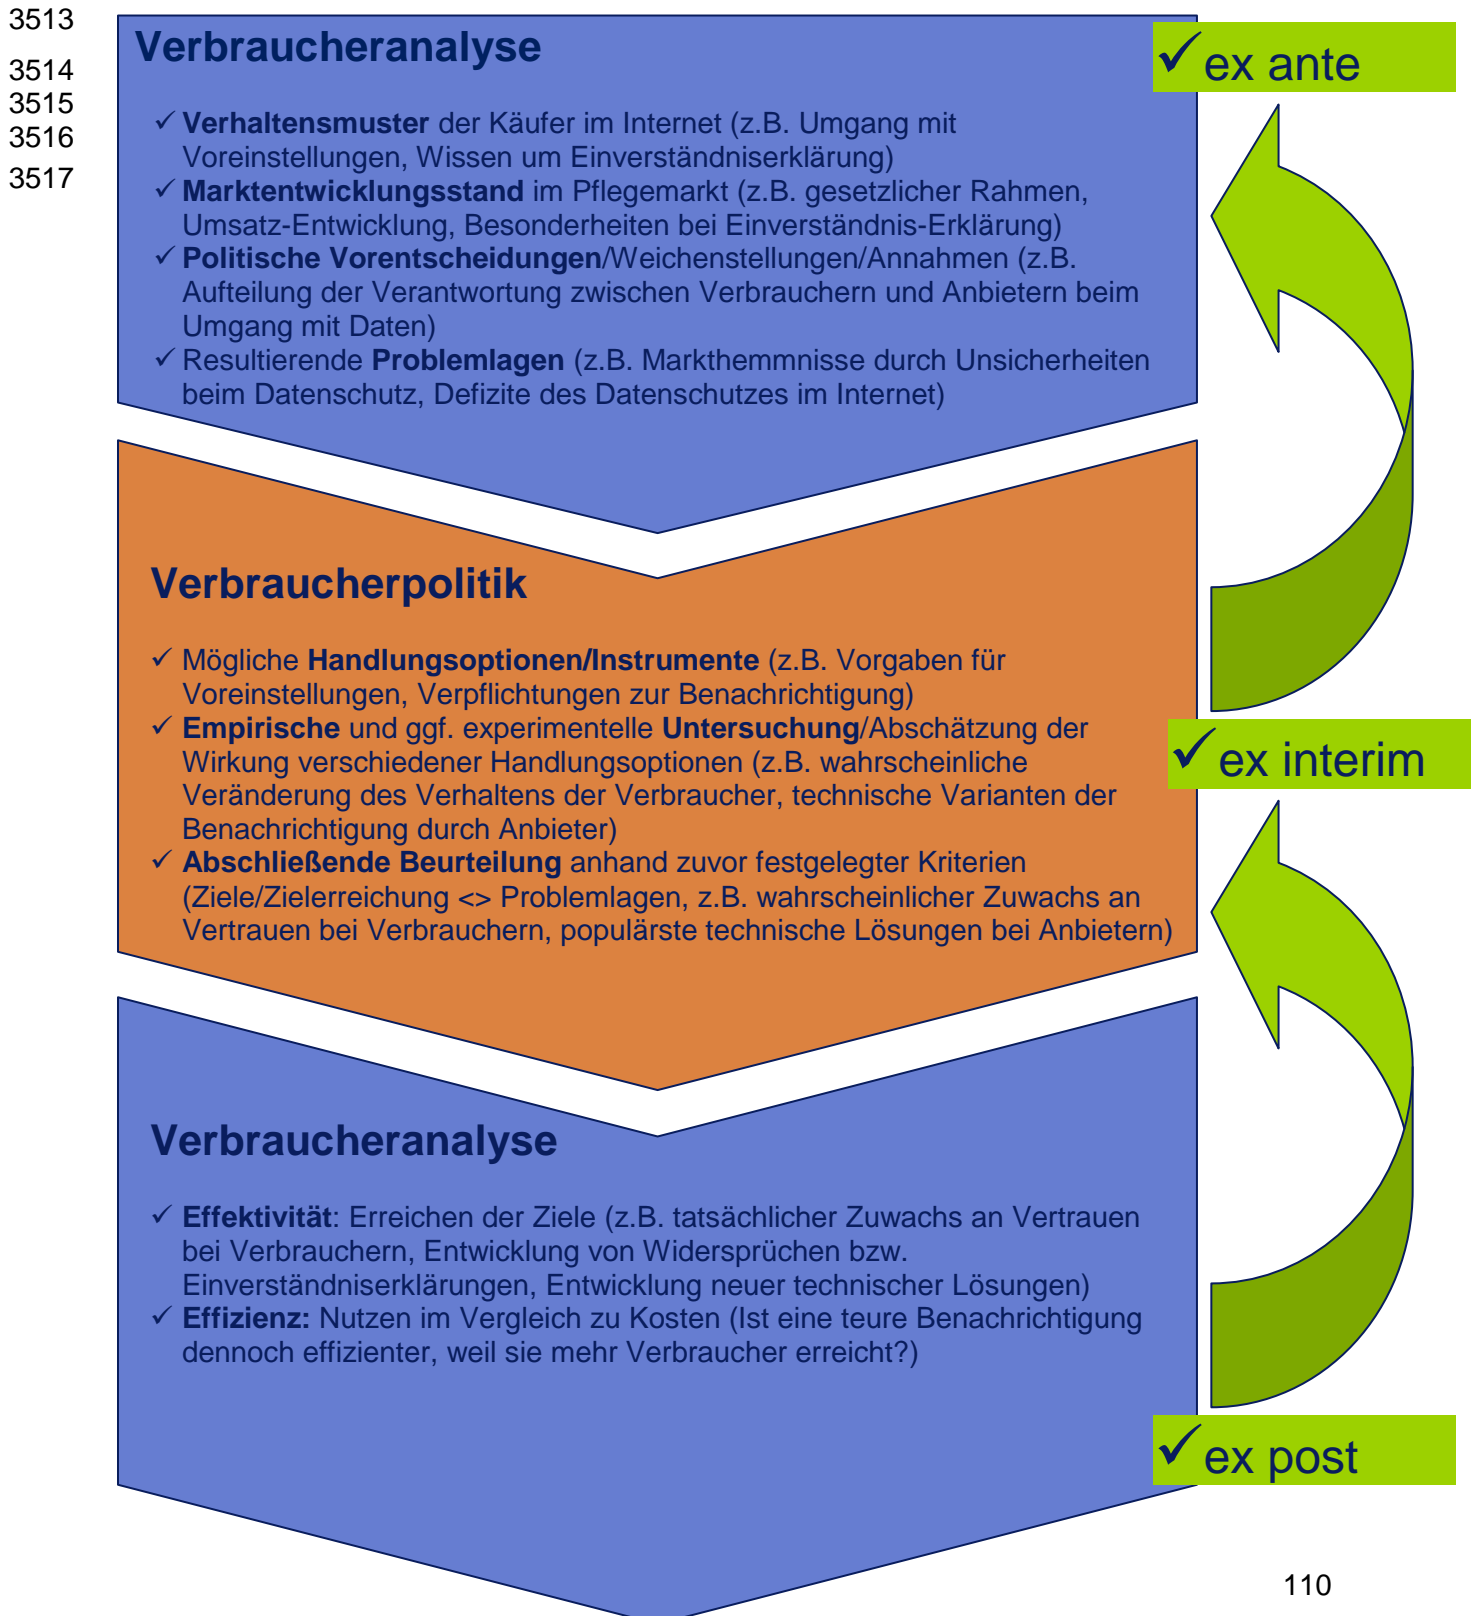 3513
3514
3515
3516
3517
Verbraucheranalyse
✓ ex ante
✓ Verhaltensmuster der Käufer im Internet (z.B. Umgang mit
Voreinstellungen, Wissen um Einverständniserklärung)
✓ Marktentwicklungsstand im Pflegemarkt (z.B. gesetzlicher Rahmen,
Umsatz-Entwicklung, Besonderheiten bei Einverständnis-Erklärung)
✓ Politische Vorentscheidungen/Weichenstellungen/Annahmen (z.B.
Aufteilung der Verantwortung zwischen Verbrauchern und Anbietern beim
Umgang mit Daten)
✓ Resultierende Problemlagen (z.B. Markthemmnisse durch Unsicherheiten
beim Datenschutz, Defizite des Datenschutzes im Internet)
Verbraucherpolitik
✓ Mögliche Handlungsoptionen/Instrumente (z.B. Vorgaben für
Voreinstellungen, Verpflichtungen zur Benachrichtigung)
✓ Empirische und ggf. experimentelle Untersuchung/Abschätzung der
Wirkung verschiedener Handlungsoptionen (z.B. wahrscheinliche
Veränderung des Verhaltens der Verbraucher, technische Varianten der
Benachrichtigung durch Anbieter)
✓ Abschließende Beurteilung anhand zuvor festgelegter Kriterien
(Ziele/Zielerreichung <> Problemlagen, z.B. wahrscheinlicher Zuwachs an
Vertrauen bei Verbrauchern, populärste technische Lösungen bei Anbietern)
✓ ex interim
Verbraucheranalyse
✓ Effektivität: Erreichen der Ziele (z.B. tatsächlicher Zuwachs an Vertrauen
bei Verbrauchern, Entwicklung von Widersprüchen bzw.
Einverständniserklärungen, Entwicklung neuer technischer Lösungen)
✓ Effizienz: Nutzen im Vergleich zu Kosten (Ist eine teure Benachrichtigung
dennoch effizienter, weil sie mehr Verbraucher erreicht?)
✓ ex post
110